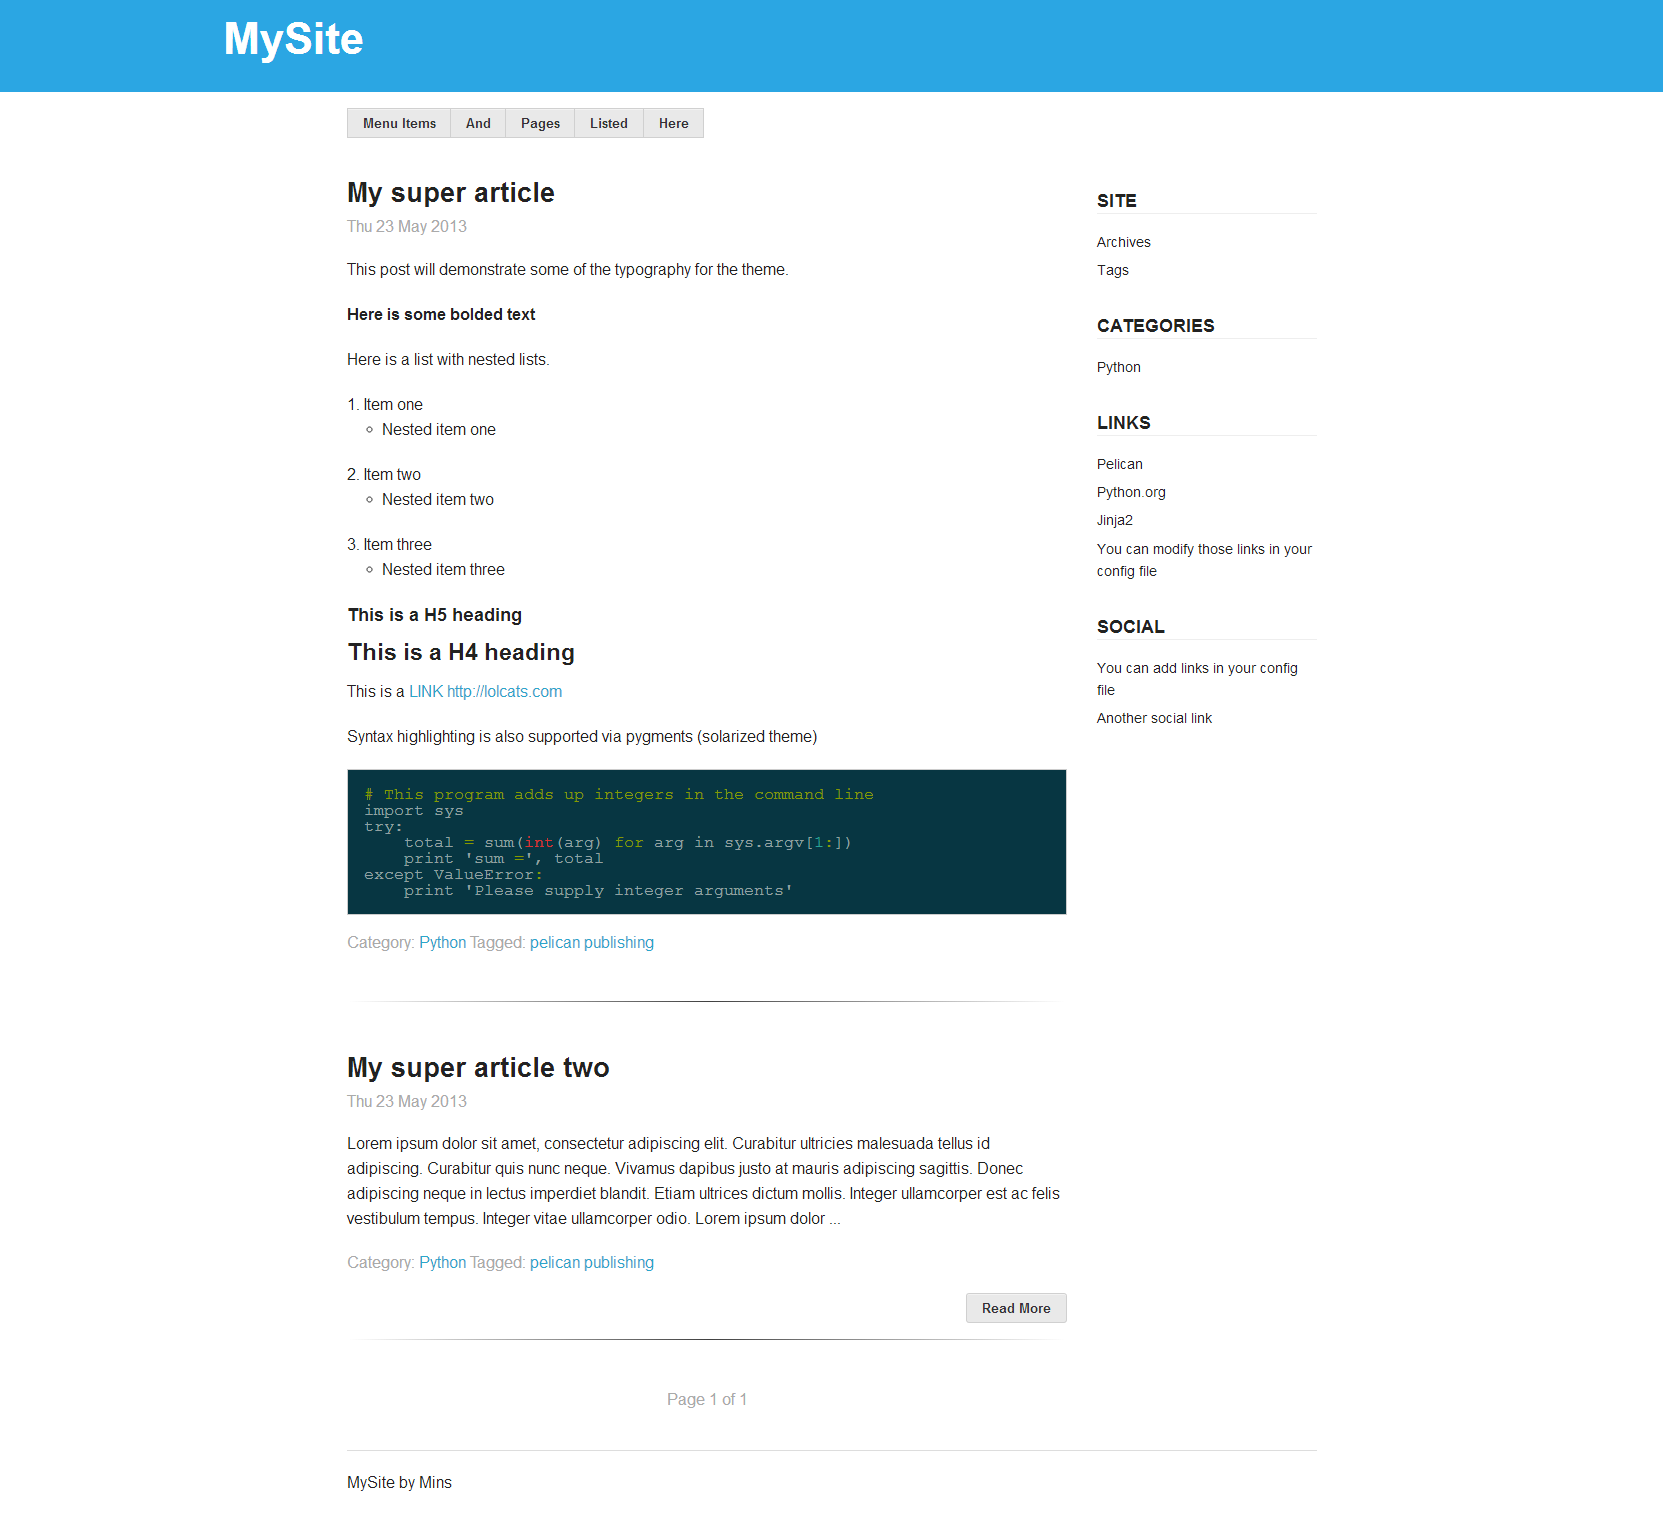 MySite
Menu Items And Pages Listed Here
My super article
Thu 23 May 2013
This post will demonstrate some of the typography for the theme.
Here is some bolded text
Here is a list with nested lists.
1. Item one
Nested item one
2. Item two
Nested item two
3. Item three
Nested item three
This is a H5 heading
This is a H4 heading
This is a LINK http://lolcats.com
Syntax highlighting is also supported via pygments (solarized theme)
# This program adds up integers in the command line
import sys
try:
    total = sum(int(arg) for arg in sys.argv[1:])
    print 'sum =', total
except ValueError:
    print 'Please supply integer arguments'
Category: Python Tagged: pelican publishing
My super article two
Thu 23 May 2013
Lorem ipsum dolor sit amet, consectetur adipiscing elit. Curabitur ultricies malesuada tellus id
adipiscing. Curabitur quis nunc neque. Vivamus dapibus justo at mauris adipiscing sagittis. Donec
adipiscing neque in lectus imperdiet blandit. Etiam ultrices dictum mollis. Integer ullamcorper est ac felis
vestibulum tempus. Integer vitae ullamcorper odio. Lorem ipsum dolor ...
Category: Python Tagged: pelican publishing
Read More
Page 1 of 1
SITE
Archives
Tags
CATEGORIES
Python
LINKS
Pelican
Python.org
Jinja2
You can modify those links in your
config file
SOCIAL
You can add links in your config
file
Another social link
MySite by Mins